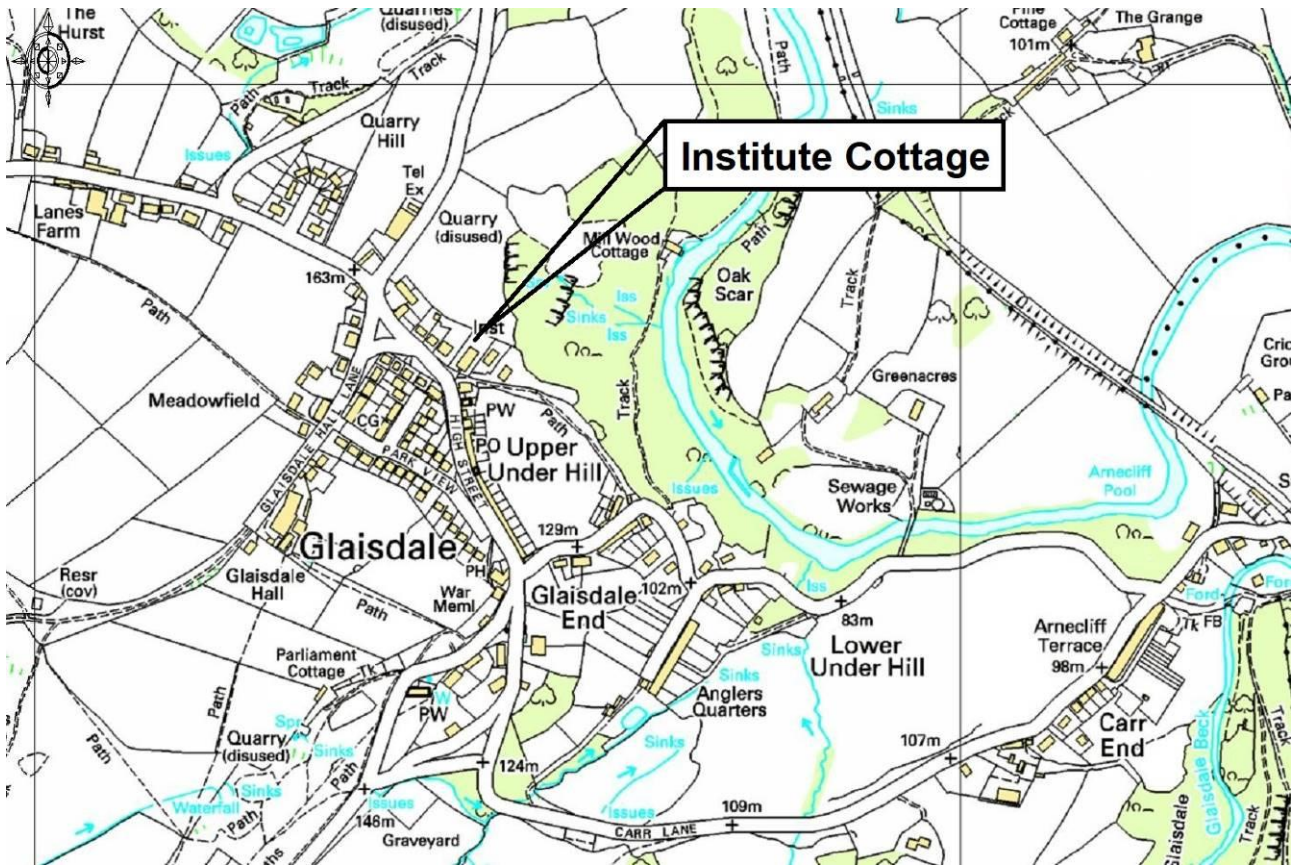 The
Hurst
Quarries
(disused)
Path
Track
Track
Path
Quarry
Hill
Issues
Tel
Ex
Lanes
Farm
163m
Path
Quarry
(disused)
Mill Wood
Cottage
Path
Institute Cottage
Sinks
Cottage
101m
The Grange
Path
Oak
Scar
Track
Iss
Sinks
Iss
Inst
Track
Greenacres
Meadowfield
GLAISDALE HALL LANE
CG
PARK VIEW
HIGH STREET
PW
PO
Path
Upper
Under Hill
Issues
Sewage
Works
Arnecliff
Pool
Glaisdale
129m
Resr
(cov)
Glaisdale
Hall
PH
War
Meml
Path
Glaisdale
End
102m
Iss
83m
Lower
Under Hill
Arnecliff
Terrace
98m
Ford
Tk
FB
Parliament
Cottage
Tk
W
PW
Sinks
Sinks
Anglers
Quarters
Sinks
Path
Path
Spr
Quarry
(disused)
Sinks
Path
124m
107m
Carr
End
Track
Glaisdale Beck
Track
Glaisdale
Waterfall
Sinks
Path
Issues
148m
Graveyard
Issues
109m
CARR LANE